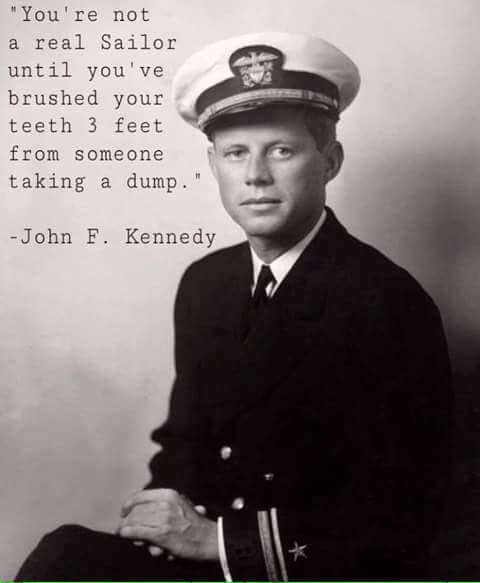 "You're not
a real Sailor
until you've
brushed your
teeth 3 feet
from someone
taking a dump."
-John F. Kennedy